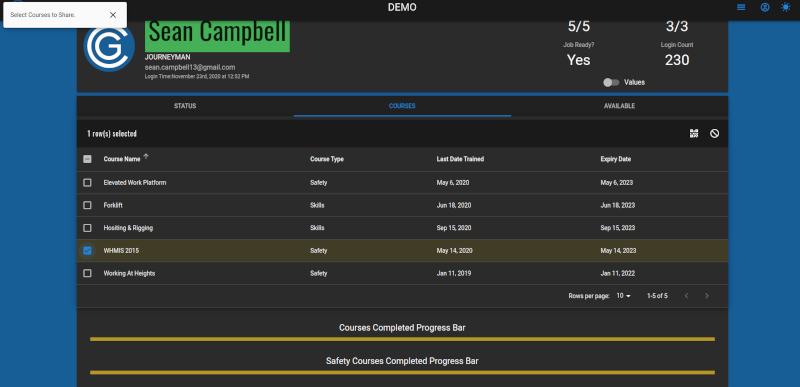 Select Courses to Share.
DEMO
Sean Campbell
JOURNEYMAN
sean.campbell13@gmail.com
Login Time:November 23rd, 2020 at 12:52 PM
5/5 3/3
Job Ready? Login Count
Yes 230
Values
STATUS COURSES AVAILABLE
1 row(s) selected
Course Name Course Type Last Date Trained Expiry Date
Elevated Work Platform Safety May 6, 2020 May 6, 2023
Forklift Skills Jun 18, 2020 Jun 18, 2023
Hositing & Rigging Skills Sep 15, 2020 Sep 15, 2023
WHMIS 2015 Safety May 14, 2020 May 14, 2023
Working At Heights Safety Jan 11, 2019 Jan 11, 2022
Rows per page: 10 1-5 of 5
Courses Completed Progress Bar
Safety Courses Completed Progress Bar